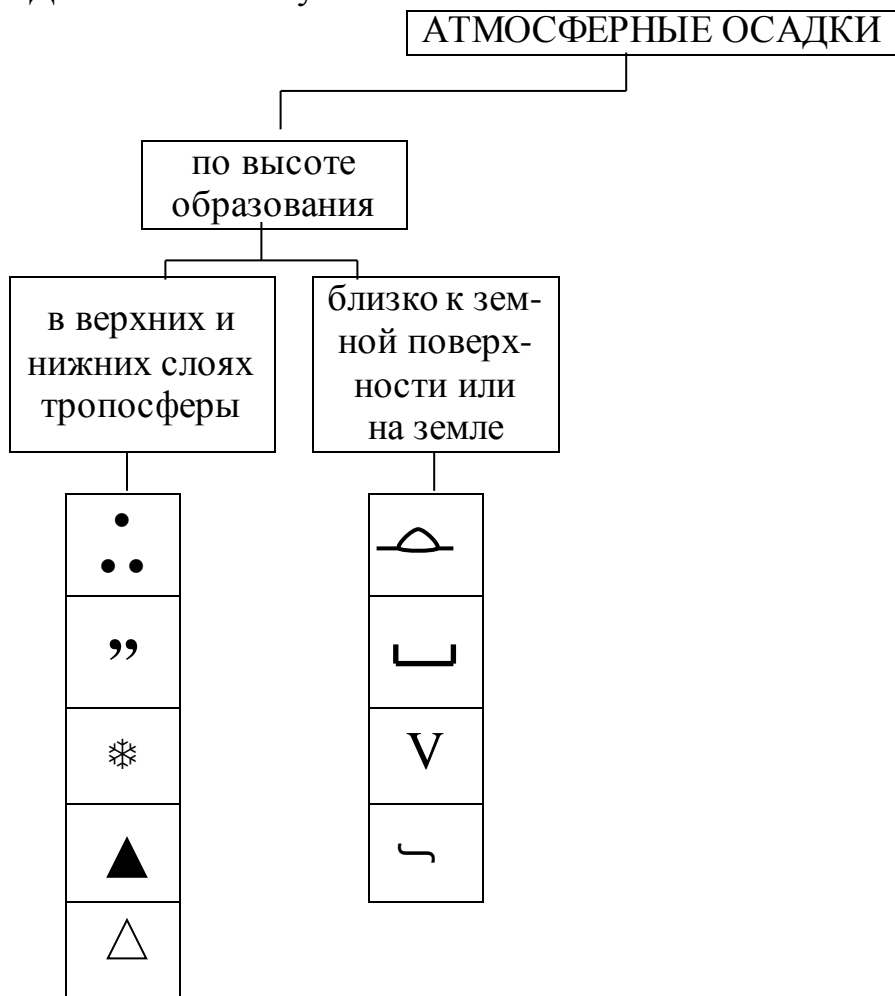 АТМОСФЕРНЫЕ ОСАДКИ
по высоте
образования
в верхних и
нижних слоях
тропосферы
близко к зем-
ной поверх-
ности или
на земле
”
V